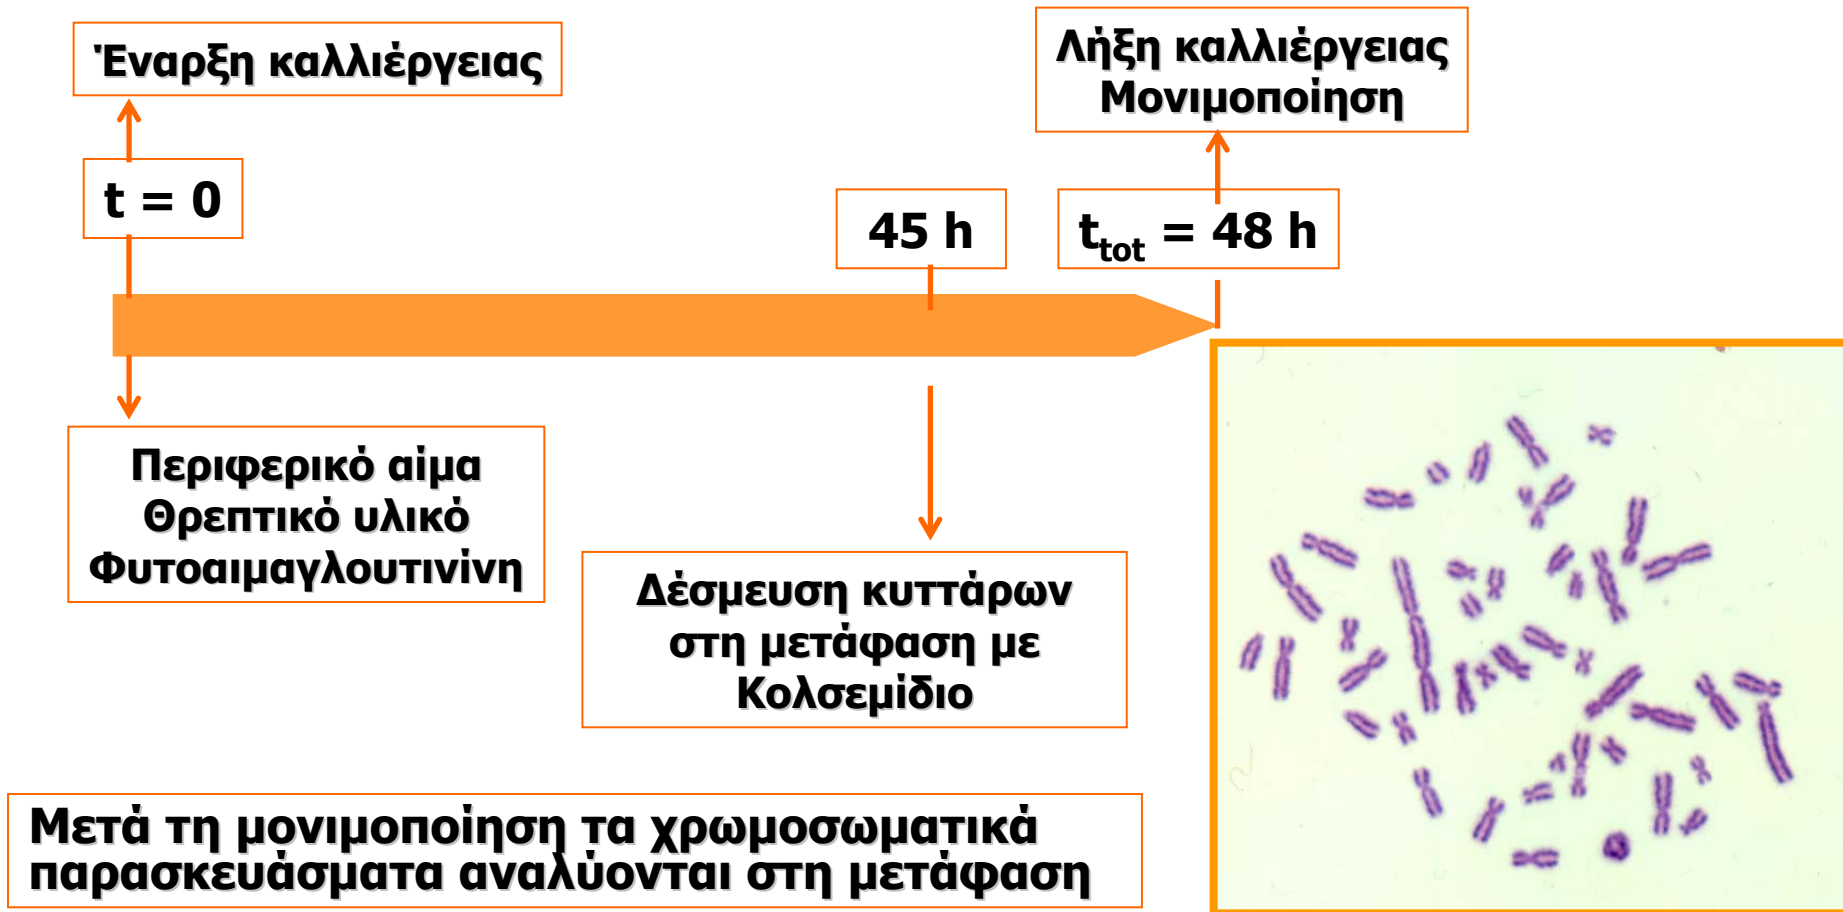 Έναρξη καλλιέργειας
Λήξη καλλιέργειας
Μονιμοποίηση
t = 0
45 h
t_tot = 48 h
Περιφερικό αίμα
Θρεπτικό υλικό
Φυτοαιμαγλουτινίνη
Δέσμευση κυττάρων
στη μετάφαση με
Κολσεμίδιο
Μετά τη μονιμοποίηση τα χρωμοσωματικά
παρασκευάσματα αναλύονται στη μετάφαση